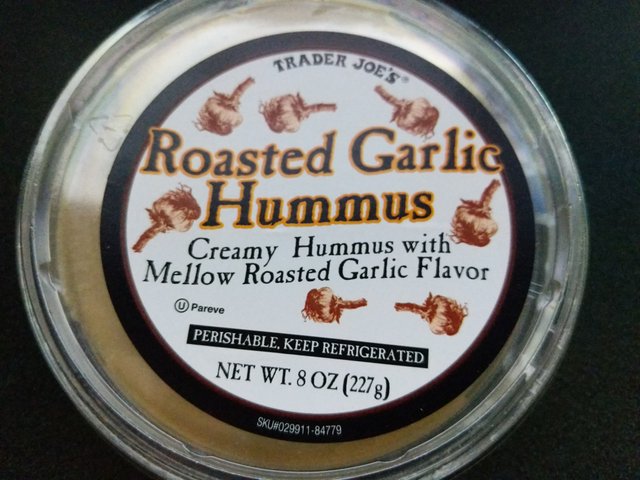 TRADER JOE'S®
Roasted Garlic
Hummus
Creamy Hummus with
Mellow Roasted Garlic Flavor
Ⓤ Pareve
PERISHABLE, KEEP REFRIGERATED
NET WT. 8 OZ (227g)
SKU#029911-84779